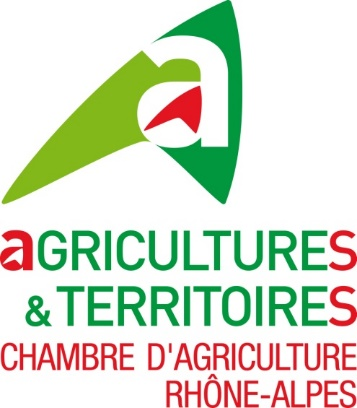 a
aGRICULTURES
& TERRITOIRES
CHAMBRE D'AGRICULTURE
RHÔNE-ALPES